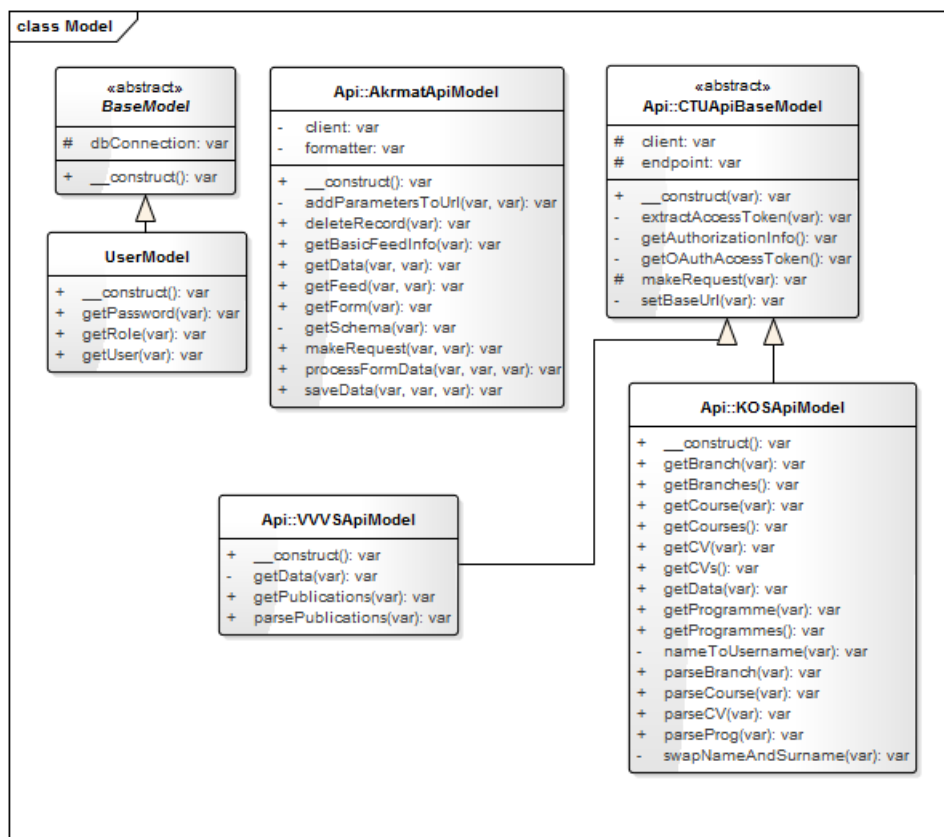 class Model
«abstract»
BaseModel
# dbConnection: var
+ __construct(): var
UserModel
+ __construct(): var
+ getPassword(var): var
+ getRole(var): var
+ getUser(var): var
Api::AkrmatApiModel
- client: var
- formatter: var
+ __construct(): var
- addParametersToUrl(var, var): var
+ deleteRecord(var): var
+ getBasicFeedInfo(var): var
+ getData(var, var): var
+ getFeed(var, var): var
+ getForm(var): var
- getSchema(var): var
+ makeRequest(var, var): var
+ processFormData(var, var, var): var
+ saveData(var, var, var): var
«abstract»
Api::CTUApiBaseModel
# client: var
# endpoint: var
+ __construct(var): var
- extractAccessToken(var): var
- getAuthorizationInfo(): var
- getOAuthAccessToken(): var
# makeRequest(var): var
- setBaseUrl(var): var
Api::VVVSApiModel
+ __construct(): var
- getData(var): var
+ getPublications(var): var
+ parsePublications(var): var
Api::KOSApiModel
+ __construct(): var
+ getBranch(var): var
+ getBranches(): var
+ getCourse(var): var
+ getCourses(): var
+ getCV(var): var
+ getCVs(): var
+ getData(var): var
+ getProgramme(var): var
+ getProgrammes(): var
- nameToUsername(var): var
+ parseBranch(var): var
+ parseCourse(var): var
+ parseCV(var): var
+ parseProg(var): var
- swapNameAndSurname(var): var